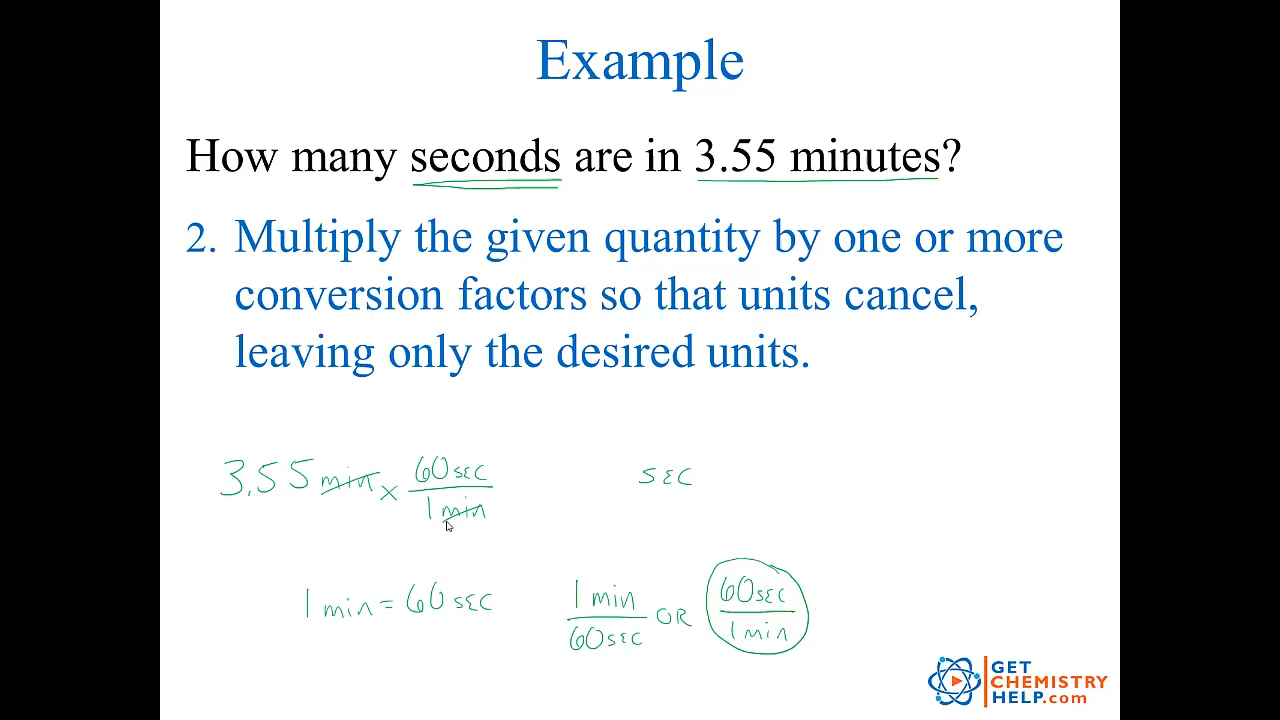 Example
How many seconds are in 3.55 minutes?
2. Multiply the given quantity by one or more
conversion factors so that units cancel,
leaving only the desired units.
3.55 min × 60 sec / 1 min    sec
1 min = 60 sec    1 min / 60 sec OR 60 sec / 1 min
GET
CHEMISTRY
HELP.com